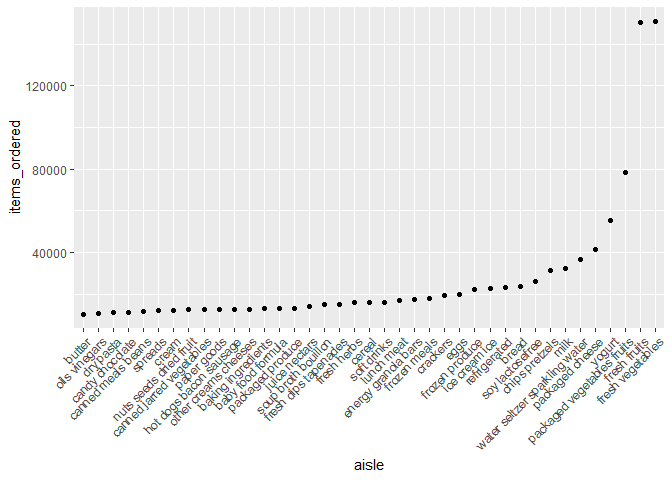 items_ordered
120000
80000
40000
butter
oils vinegars
dry pasta
candy chocolate
canned meals beans
spreads
cream
nuts seeds dried fruit
canned jarred vegetables
paper goods
hot dogs bacon sausage
other creams cheeses
baking ingredients
baby food formula
packaged produce
juice nectars
soup broth bouillon
fresh dips tapenades
fresh herbs
cereal
soft drinks
lunch meat
energy granola bars
frozen meals
crackers
eggs
frozen produce
ice cream ice
refrigerated
bread
soy lactosefree
chips pretzels
milk
water seltzer sparkling water
packaged cheese
yogurt
packaged vegetables fruits
fresh fruits
fresh vegetables
aisle